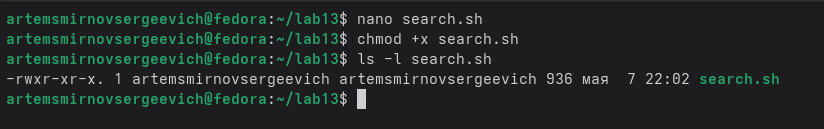 artemsmirnovsergeevich@fedora:~/lab13$ nano search.sh
artemsmirnovsergeevich@fedora:~/lab13$ chmod +x search.sh
artemsmirnovsergeevich@fedora:~/lab13$ ls -l search.sh
-rwxr-xr-x. 1 artemsmirnovsergeevich artemsmirnovsergeevich 936 мая  7 22:02 search.sh
artemsmirnovsergeevich@fedora:~/lab13$